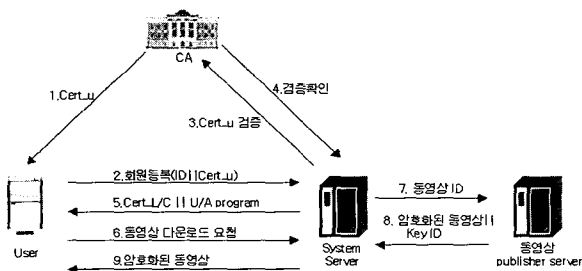 CA
1.Cert_u
4.검증확인
3.Cert_u 검증
2.회원등록(ID||Cert_u)
5.Cert_L/C || U/A program
7. 동영상 ID
6.동영상 다운로드 요청
8. 암호화된 동영상||
Key ID
9.암호화된 동영상
User
System
Server
동영상
publisher server